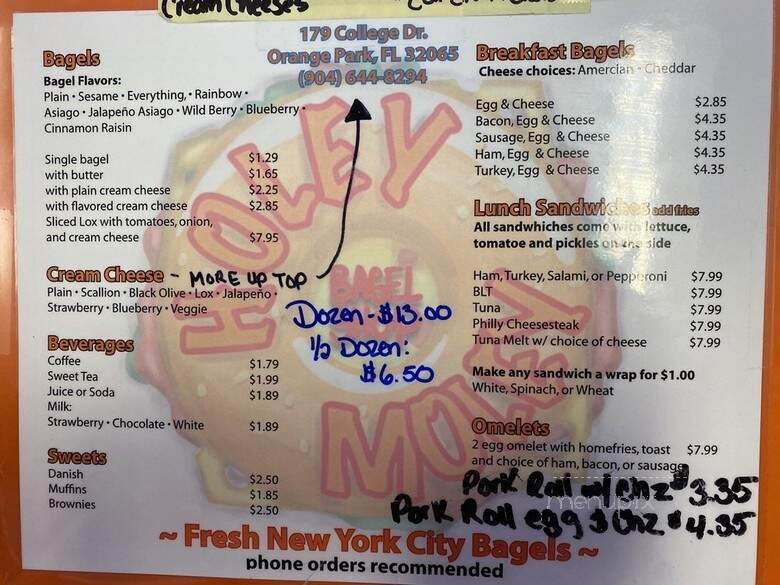 Cream Cheeses
179 College Dr.
Orange Park, FL 32065
(904) 644-8294
Bagels
Bagel Flavors:
Plain • Sesame • Everything, • Rainbow •
Asiago • Jalapeño Asiago • Wild Berry • Blueberry •
Cinnamon Raisin
Single bagel $1.29
with butter $1.65
with plain cream cheese $2.25
with flavored cream cheese $2.85
Sliced Lox with tomatoes, onion,
and cream cheese $7.95
Cream Cheese - MORE UP TOP
Plain • Scallion • Black Olive • Lox • Jalapeño •
Strawberry • Blueberry • Veggie
Beverages
Coffee $1.79
Sweet Tea $1.99
Juice or Soda $1.89
Milk:
Strawberry • Chocolate • White $1.89
Sweets
Danish $2.50
Muffins $1.85
Brownies $2.50
HOLEY
BAGEL
MOLEY
Dozen - $13.00
1/2 Dozen:
$6.50
Breakfast Bagels
Cheese choices: Amercian • Cheddar
Egg & Cheese $2.85
Bacon, Egg & Cheese $4.35
Sausage, Egg & Cheese $4.35
Ham, Egg & Cheese $4.35
Turkey, Egg & Cheese $4.35
Lunch Sandwiches add fries
All sandwhiches come with lettuce,
tomatoe and pickles on the side
Ham, Turkey, Salami, or Pepperoni $7.99
BLT $7.99
Tuna $7.99
Philly Cheesesteak $7.99
Tuna Melt w/ choice of cheese $7.99
Make any sandwich a wrap for $1.00
White, Spinach, or Wheat
Omelets
2 egg omelet with homefries, toast $7.99
and choice of ham, bacon, or sausage
Pork Roll w/ chz $3.35
Pork Roll egg & chz $4.35
menupix
~ Fresh New York City Bagels ~
phone orders recommended